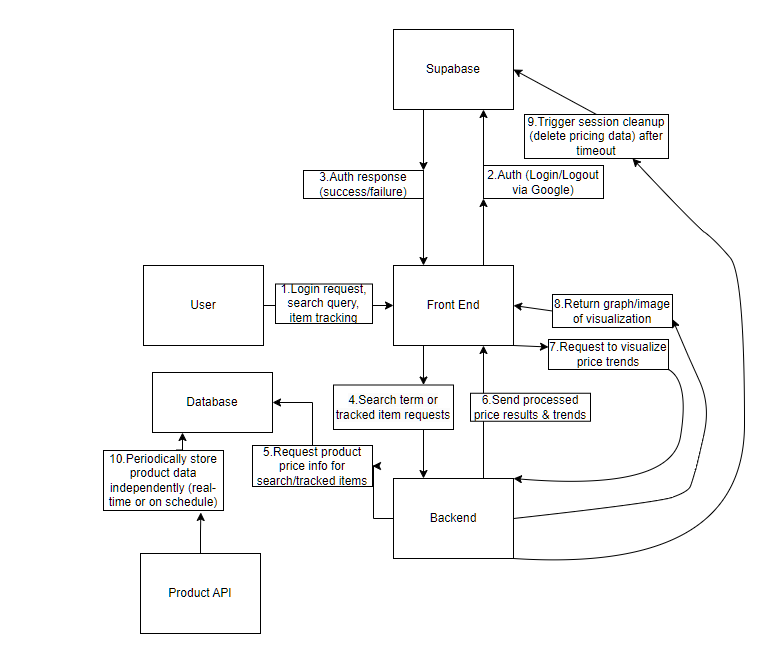 Supabase
9.Trigger session cleanup
(delete pricing data) after
timeout
3.Auth response
(success/failure)
2.Auth (Login/Logout
via Google)
User
1.Login request,
search query,
item tracking
Front End
8.Return graph/image
of visualization
7.Request to visualize
price trends
Database
4.Search term or
tracked item requests
6.Send processed
price results & trends
10.Periodically store
product data
independently (real-
time or on schedule)
5.Request product
price info for
search/tracked items
Backend
Product API